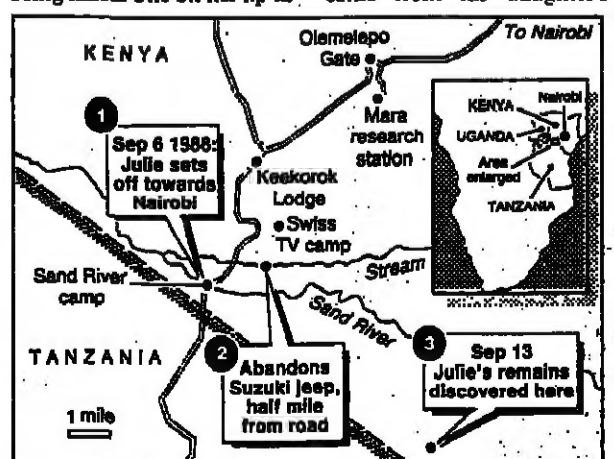 To Nairobi
Olemelepo
Gate
KENYA
Mara
research
station
KENYA
Nairobi
UGANDA
Area
enlarged
TANZANIA
1
Sep 6 1988:
Julie sets
off towards
Nairobi
Keekorok
Lodge
Swiss
TV camp
Stream
Sand River
camp
Sand River
TANZANIA
2
Abandons
Suzuki jeep,
half mile
from road
3
Sep 13
Julie's remains
discovered here
1 mile